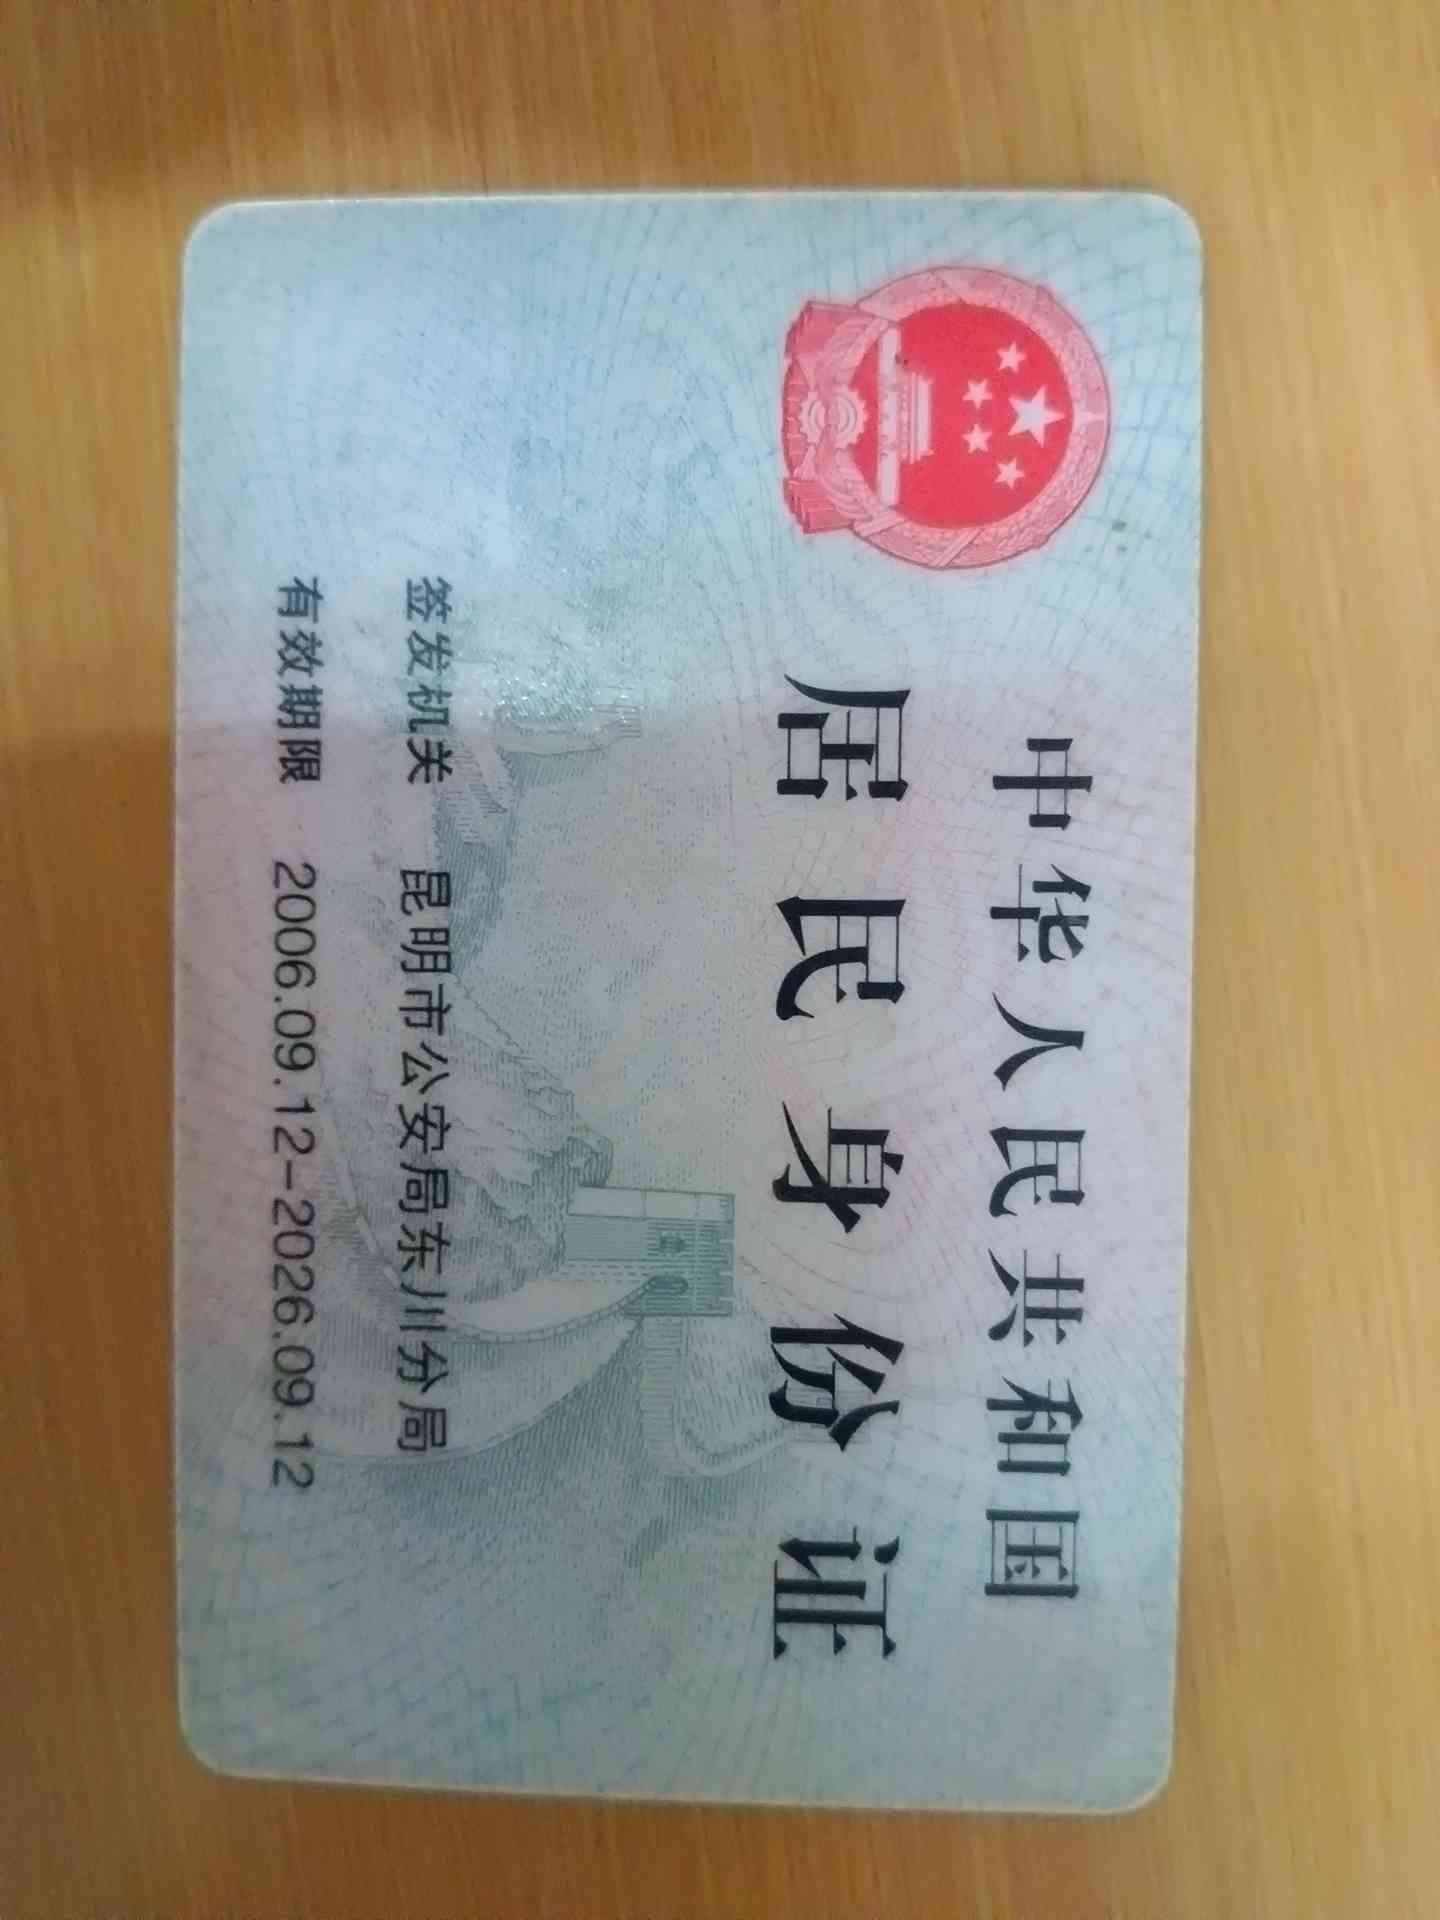 中华人民共和国
居民身份证
签发机关 昆明市公安局东川分局
有效期限 2006.09.12-2026.09.12